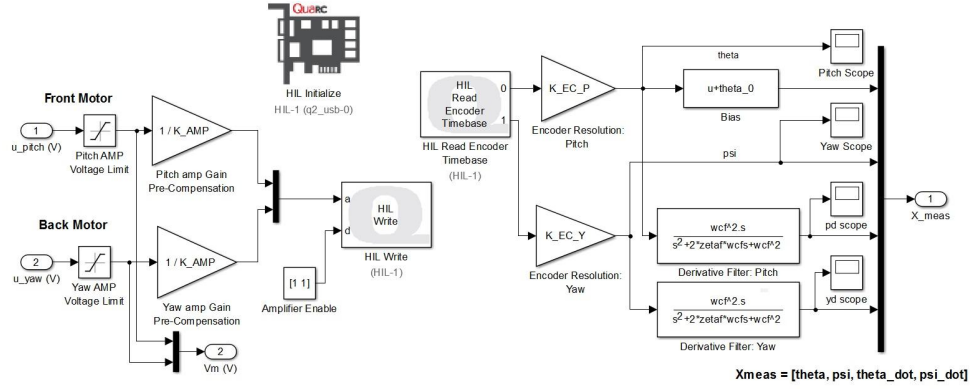 QUARC
HIL Initialize
HIL-1 (q2_usb-0)
Front Motor
1
u_pitch (V)
Pitch AMP
Voltage Limit
1 / K_AMP
Pitch amp Gain
Pre-Compensation
Back Motor
2
u_yaw (V)
Yaw AMP
Voltage Limit
1 / K_AMP
Yaw amp Gain
Pre-Compensation
2
Vm (V)
a
d
HIL
Write
HIL Write
(HIL-1)
[1 1]
Amplifier Enable
HIL
Read
Encoder
Timebase
0
1
HIL Read Encoder
Timebase
(HIL-1)
K_EC_P
Encoder Resolution:
Pitch
K_EC_Y
Encoder Resolution:
Yaw
theta
Pitch Scope
u+theta_0
Bias
Yaw Scope
psi
pd scope
wcf^2.s
s^2+2*zetaf*wcfs+wcf^2
Derivative Filter: Pitch
yd scope
wcf^2.s
s^2+2*zetaf*wcfs+wcf^2
Derivative Filter: Yaw
1
X_meas
Xmeas = [theta, psi, theta_dot, psi_dot]